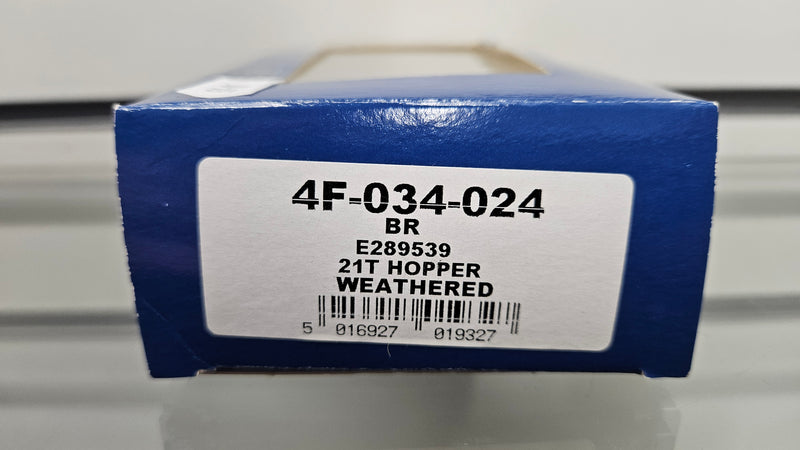 4F-034-024
BR
E289539
21T HOPPER
WEATHERED
5 016927 019327